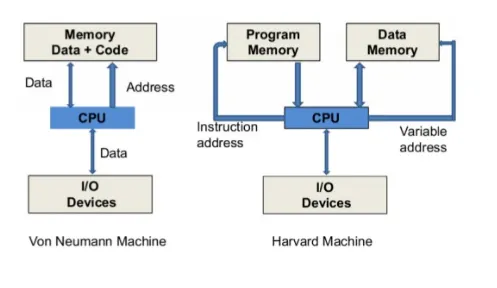 Memory
Data + Code
Data
Address
CPU
Data
I/O
Devices
Von Neumann Machine
Program
Memory
Data
Memory
Instruction
address
CPU
Variable
address
I/O
Devices
Harvard Machine